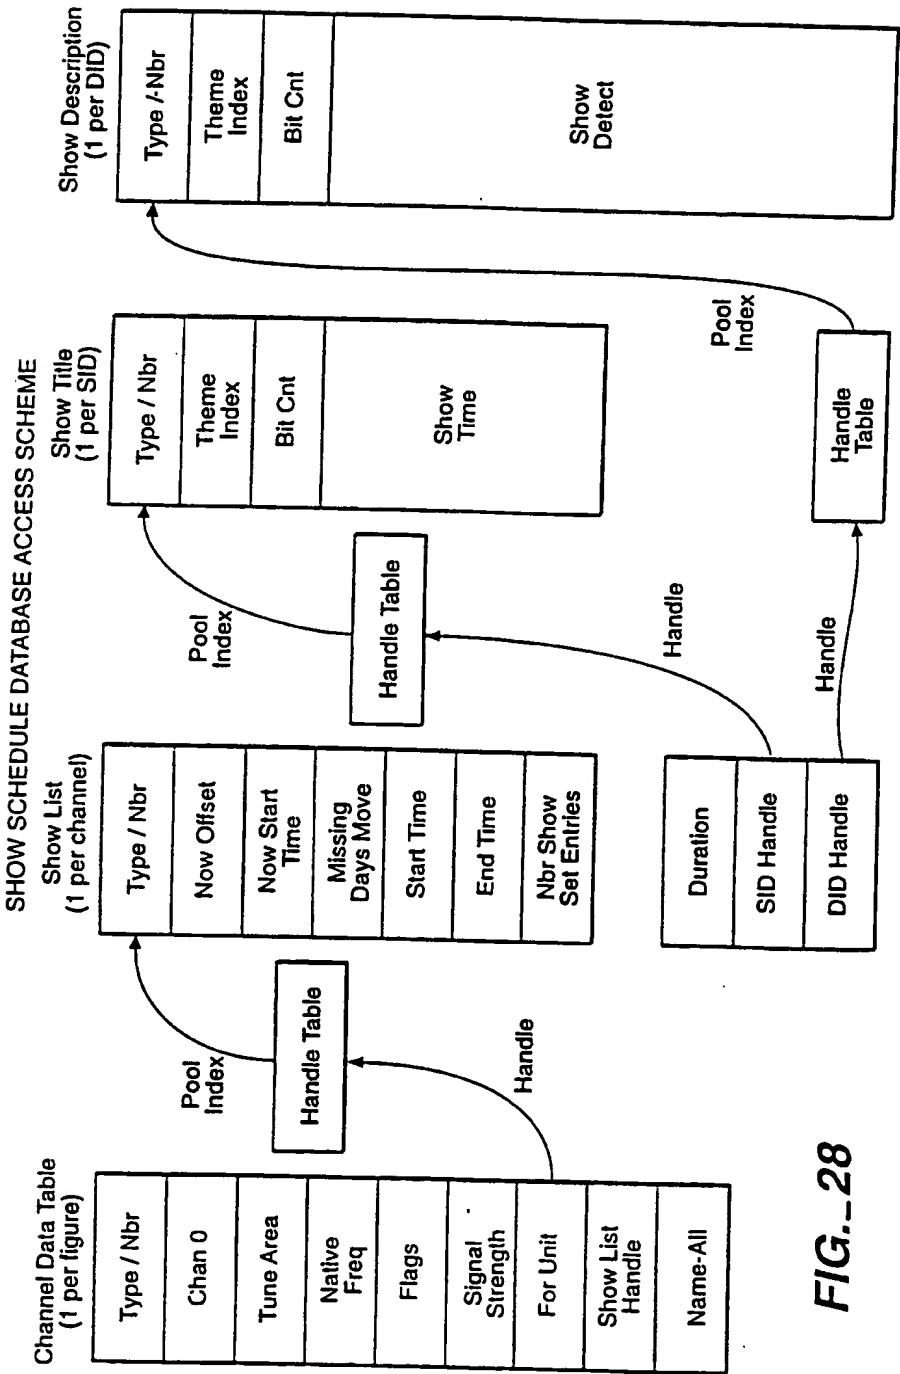 SHOW SCHEDULE DATABASE ACCESS SCHEME
Channel Data Table
(1 per figure)
Type / Nbr
Chan 0
Tune Area
Native
Freq
Flags
Signal
Strength
For Unit
Show List
Handle
Name-All
Handle
Handle Table
Pool
Index
Show List
(1 per channel)
Type / Nbr
Now Offset
Now Start
Time
Missing
Days Move
Start Time
End Time
Nbr Show
Set Entries
Duration
SID Handle
DID Handle
Handle
Handle Table
Pool
Index
Show Title
(1 per SID)
Type / Nbr
Theme
Index
Bit Cnt
Show
Time
Handle
Handle
Table
Pool
Index
Show Description
(1 per DID)
Type /-Nbr
Theme
Index
Bit Cnt
Show
Detect
FIG._28